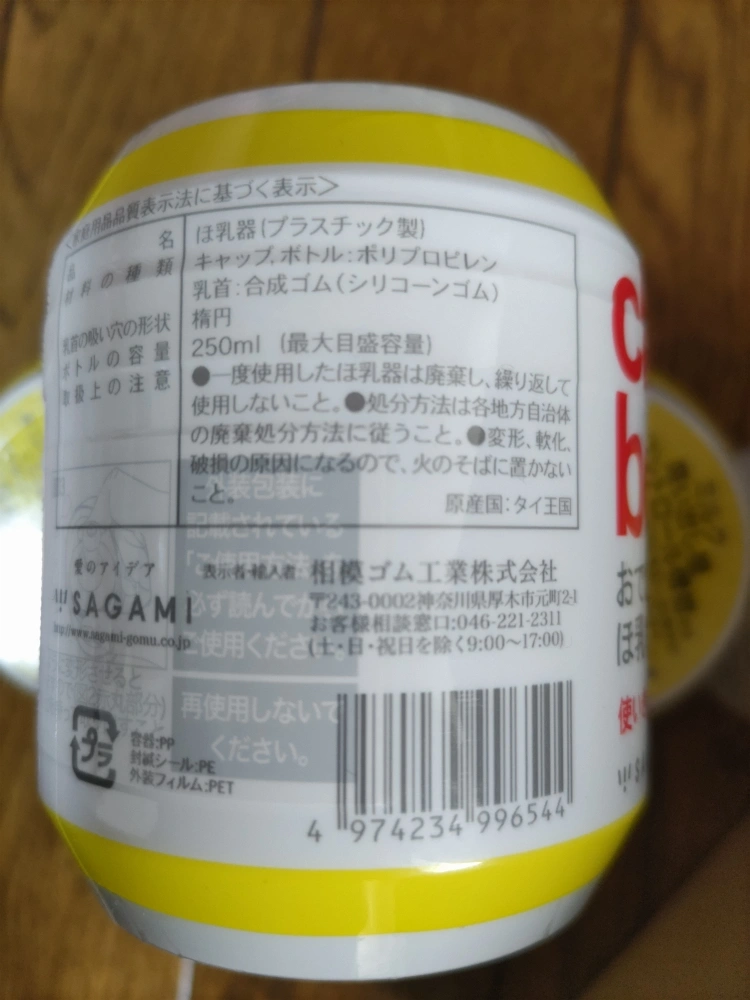 <家庭用品品質表示法に基づく表示>
品名 ほ乳器(プラスチック製)
材料の種類 キャップ、ボトル:ポリプロピレン
乳首:合成ゴム(シリコーンゴム)
乳首の吸い穴の形状 楕円
ボトルの容量 250ml (最大目盛容量)
取扱上の注意 ●一度使用したほ乳器は廃棄し、繰り返して
使用しないこと。●処分方法は各地方自治体
の廃棄処分方法に従うこと。●変形、軟化、
破損の原因になるので、火のそばに置かない
こと。
原産国:タイ王国
外装包装に
記載されている
「ご使用方法」を
必ず読んでから
ご使用ください。
再使用しないで
ください。
愛のアイデア
SAGAMI
http://www.sagami-gomu.co.jp
表示者・輸入者 相模ゴム工業株式会社
〒243-0002神奈川県厚木市元町2-1
お客様相談窓口:046-221-2311
(土・日・祝日を除く9:00〜17:00)
プラ
容器:PP
封緘シール:PE
外装フィルム:PET
4 974234 996544
c
b
お
ほ乳
使い